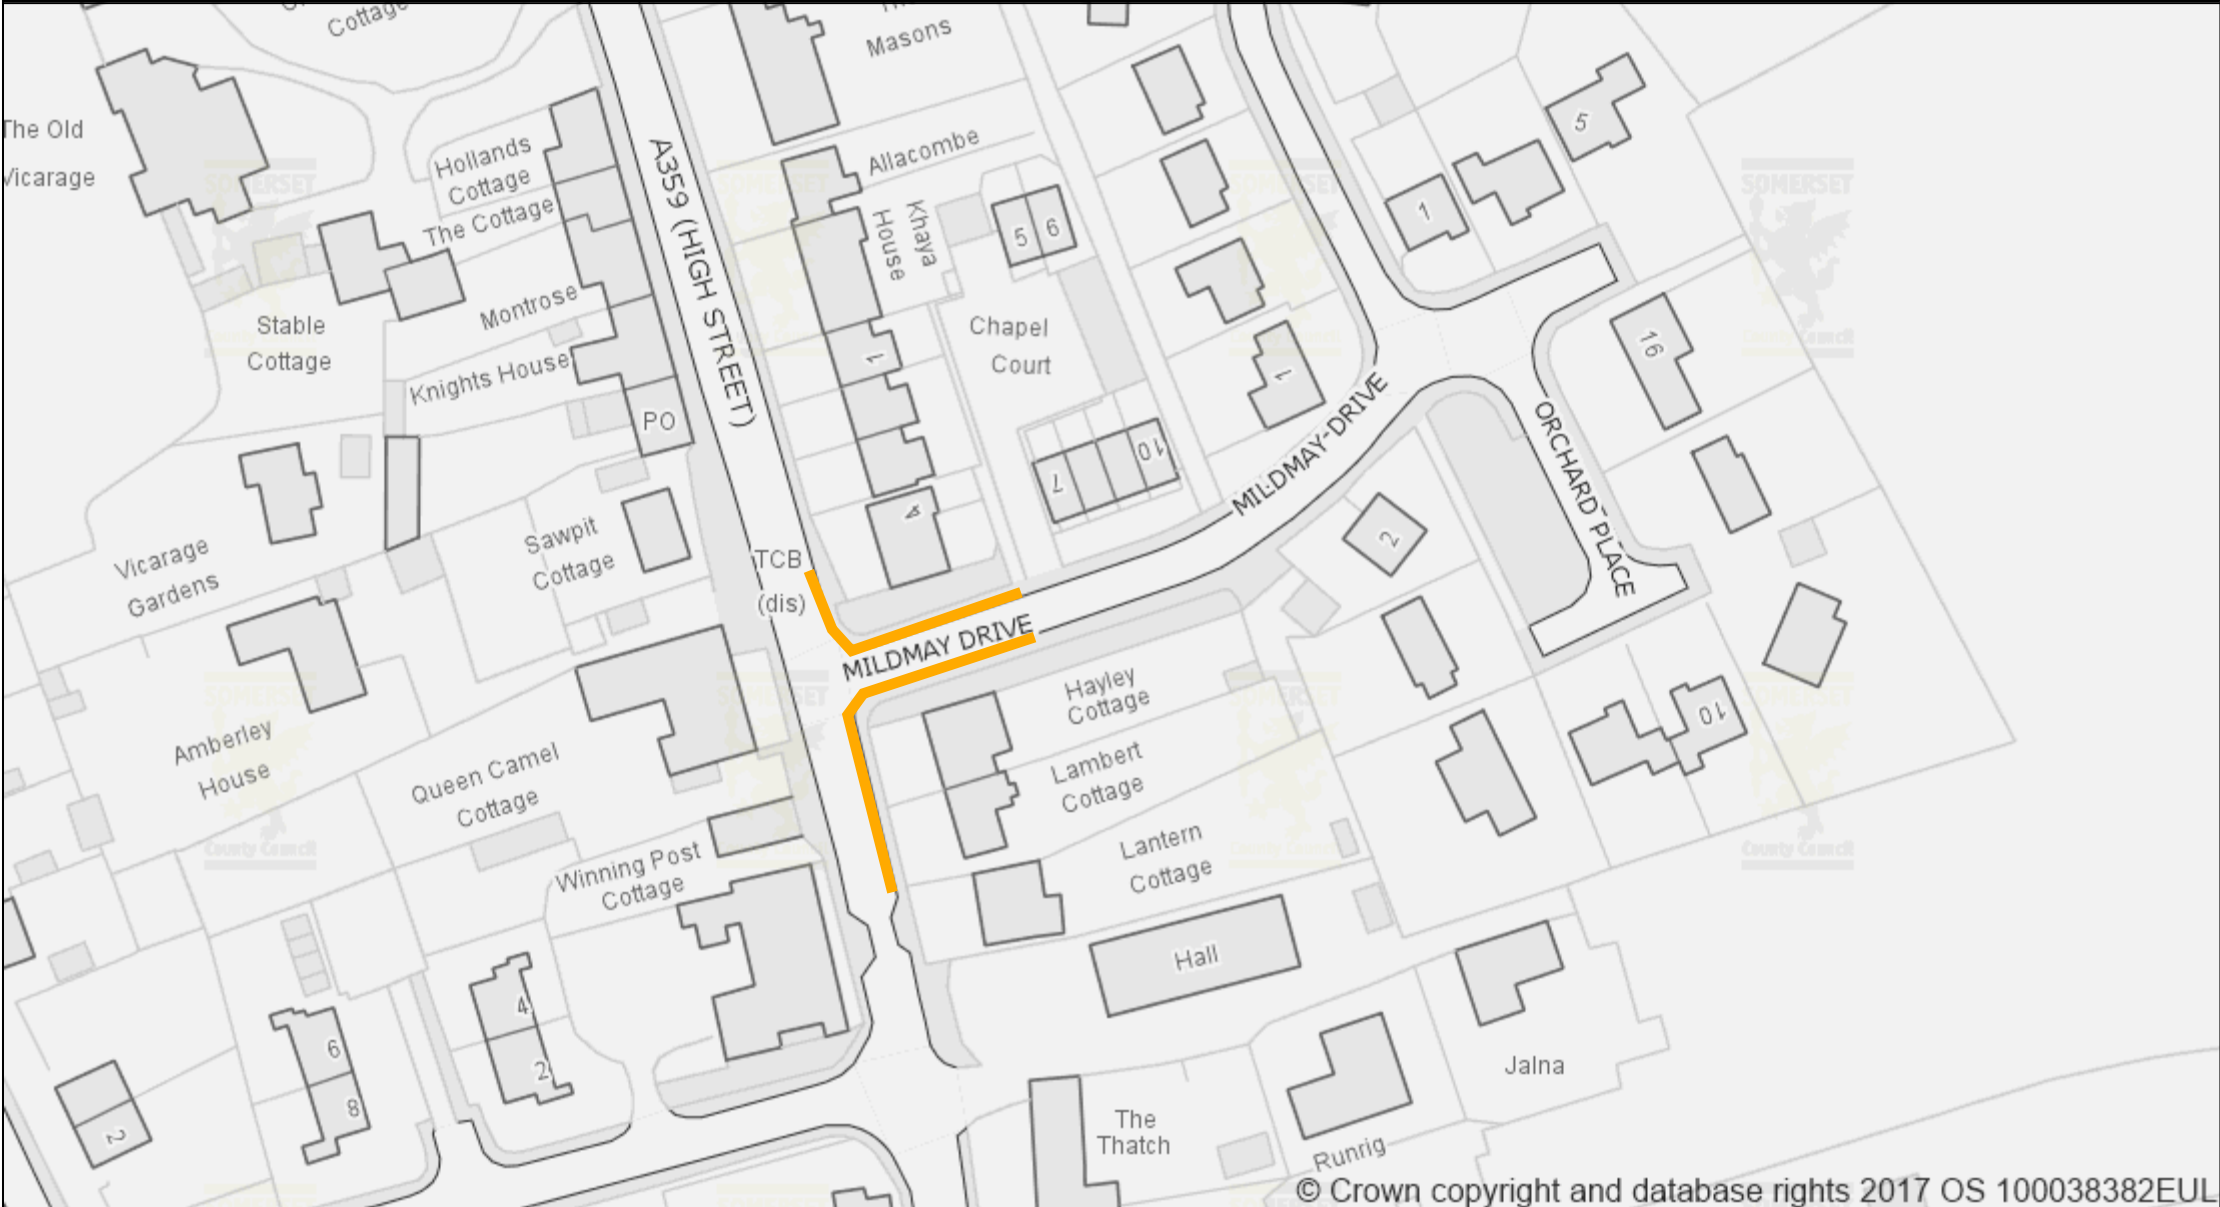 Cottage
Masons
The Old
Vicarage
Hollands
Cottage
The Cottage
A359 (HIGH STREET)
Allacombe
Khaya
House
5
6
1
5
Montrose
Stable
Cottage
Knights House
PO
Chapel
Court
1
1
16
7
10
4
MILDMAY DRIVE
ORCHARD PLACE
Sawpit
Cottage
Vicarage
Gardens
TCB
(dis)
2
MILDMAY DRIVE
Hayley
Cottage
Lambert
Cottage
Amberley
House
Queen Camel
Cottage
10
Winning Post
Cottage
Lantern
Cottage
Hall
4
2
6
8
2
Jalna
The
Thatch
Runrig
SOMERSET
County Council
© Crown copyright and database rights 2017 OS 100038382EUL